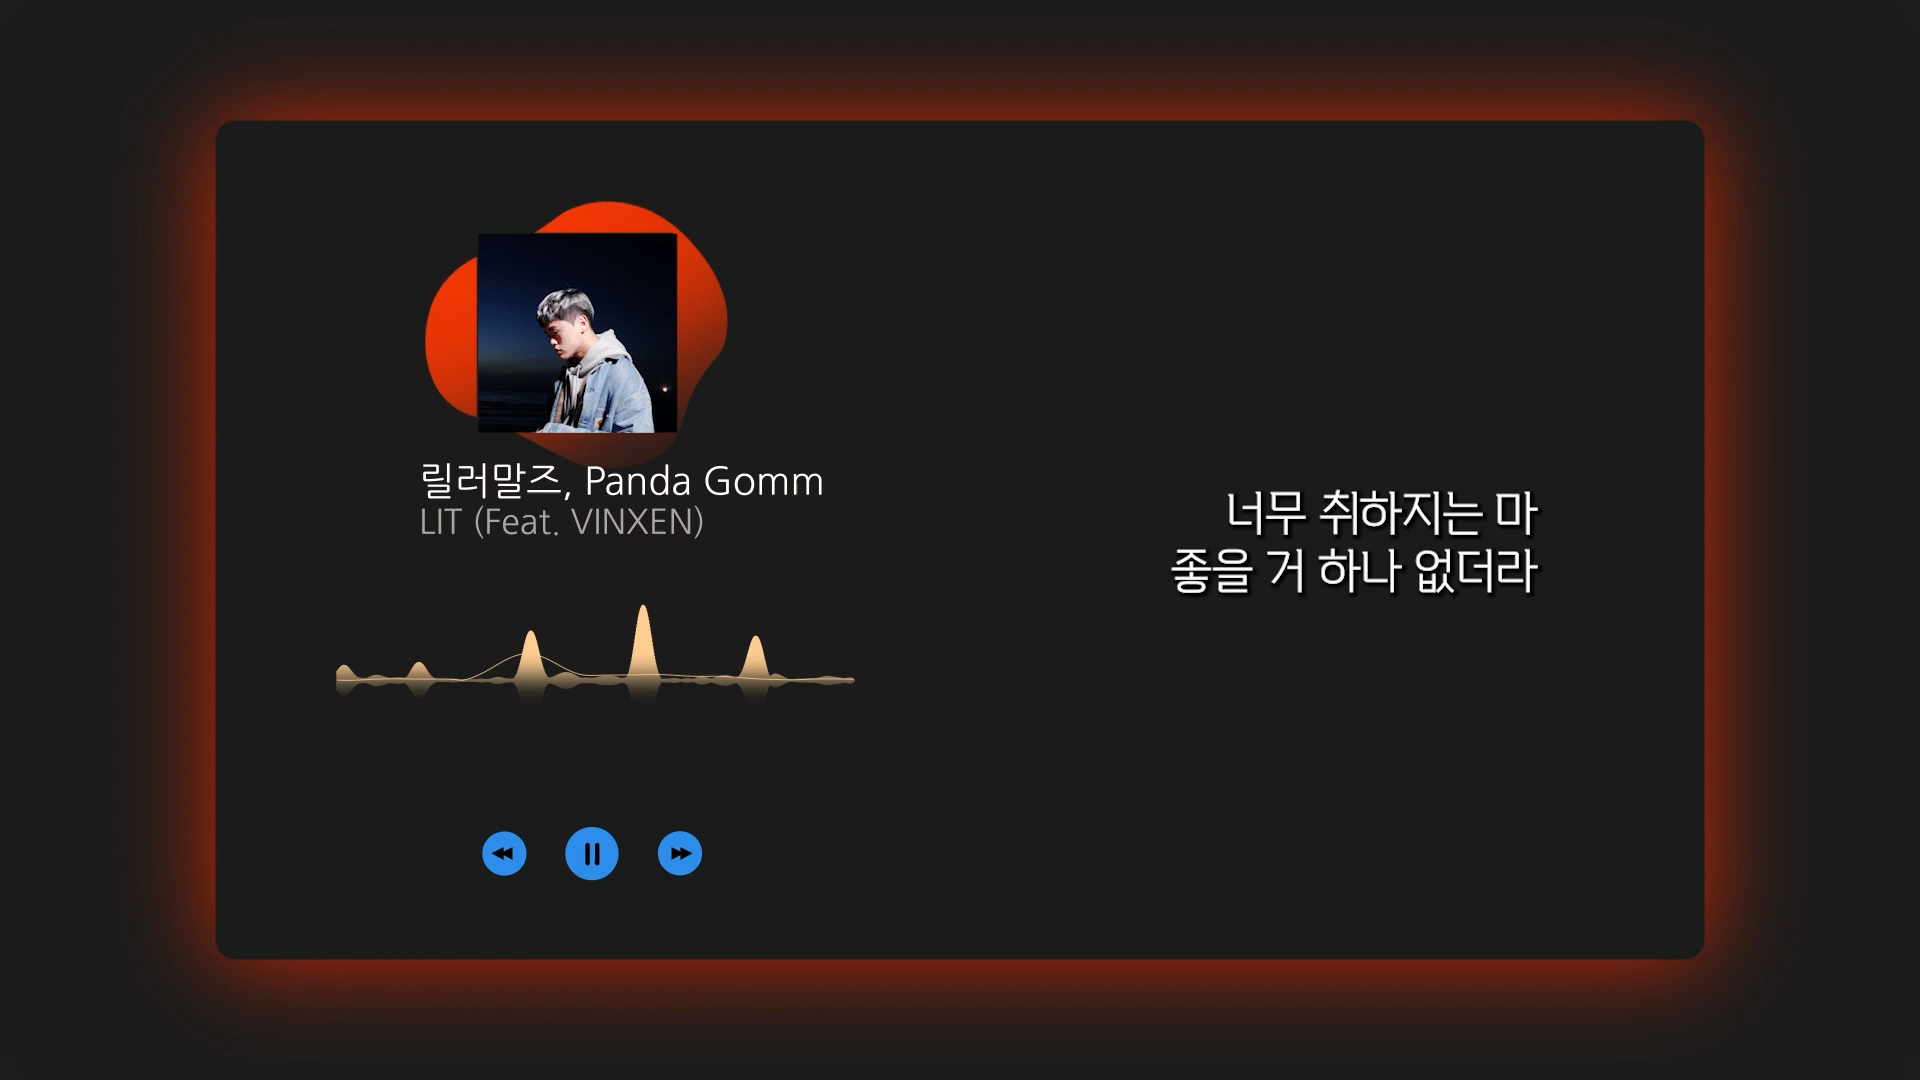 릴러말즈, Panda Gomm
LIT (Feat. VINXEN)
너무 취하지는 마
좋을 거 하나 없더라